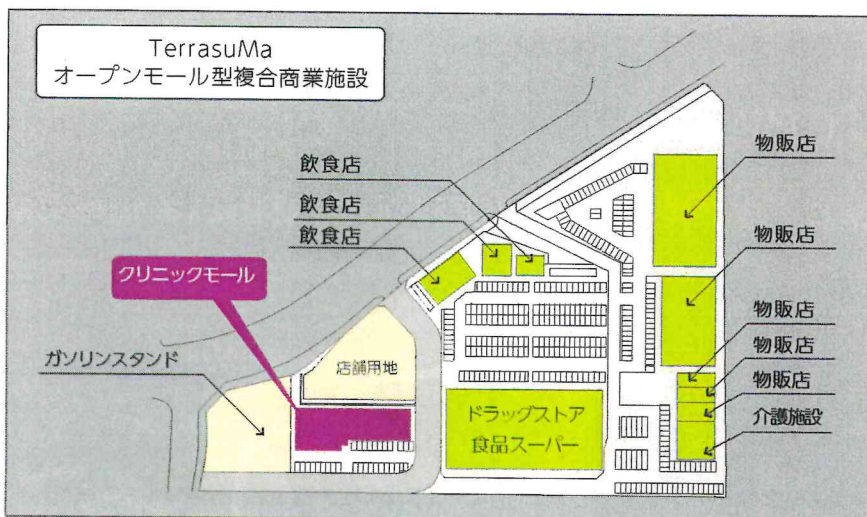 TerrasuMa
オープンモール型複合商業施設
飲食店
飲食店
飲食店
クリニックモール
ガソリンスタンド
店舗用地
ドラッグストア
食品スーパー
物販店
物販店
物販店
物販店
物販店
介護施設